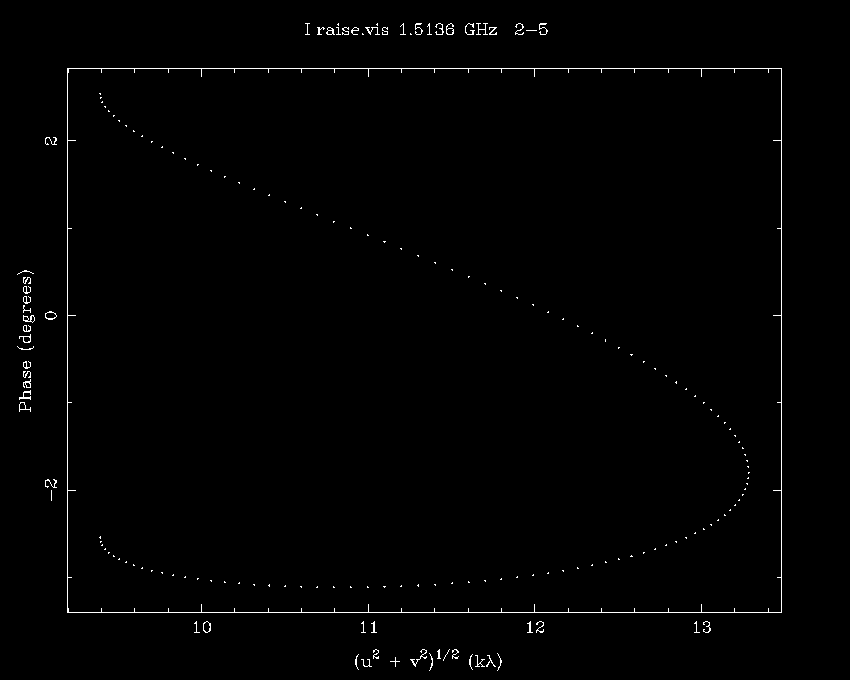 I raise.vis 1.5136 GHz 2-5
2
0
-2
Phase (degrees)
10 11 12 13
(u² + v²)^1/2 (kλ)